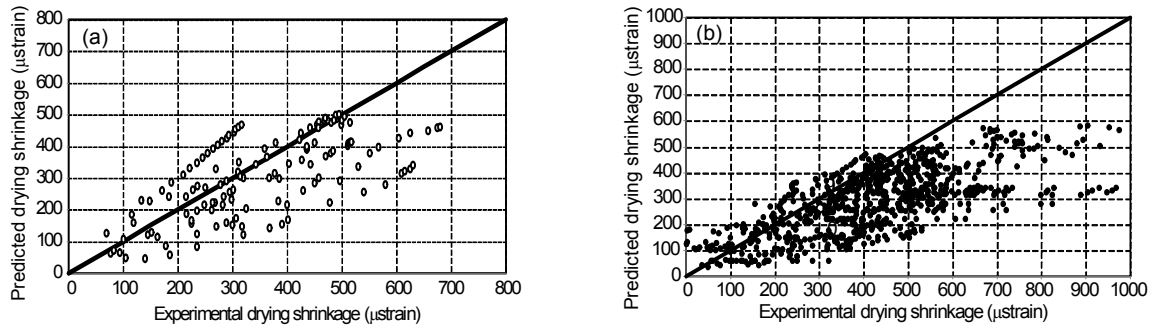 (a)
Predicted drying shrinkage (μstrain)
800
700
600
500
400
300
200
100
0
0 100 200 300 400 500 600 700 800
Experimental drying shrinkage (μstrain)
(b)
Predicted drying shrinkage (μstrain)
1000
900
800
700
600
500
400
300
200
100
0
0 100 200 300 400 500 600 700 800 900 1000
Experimental drying shrinkage (μstrain)